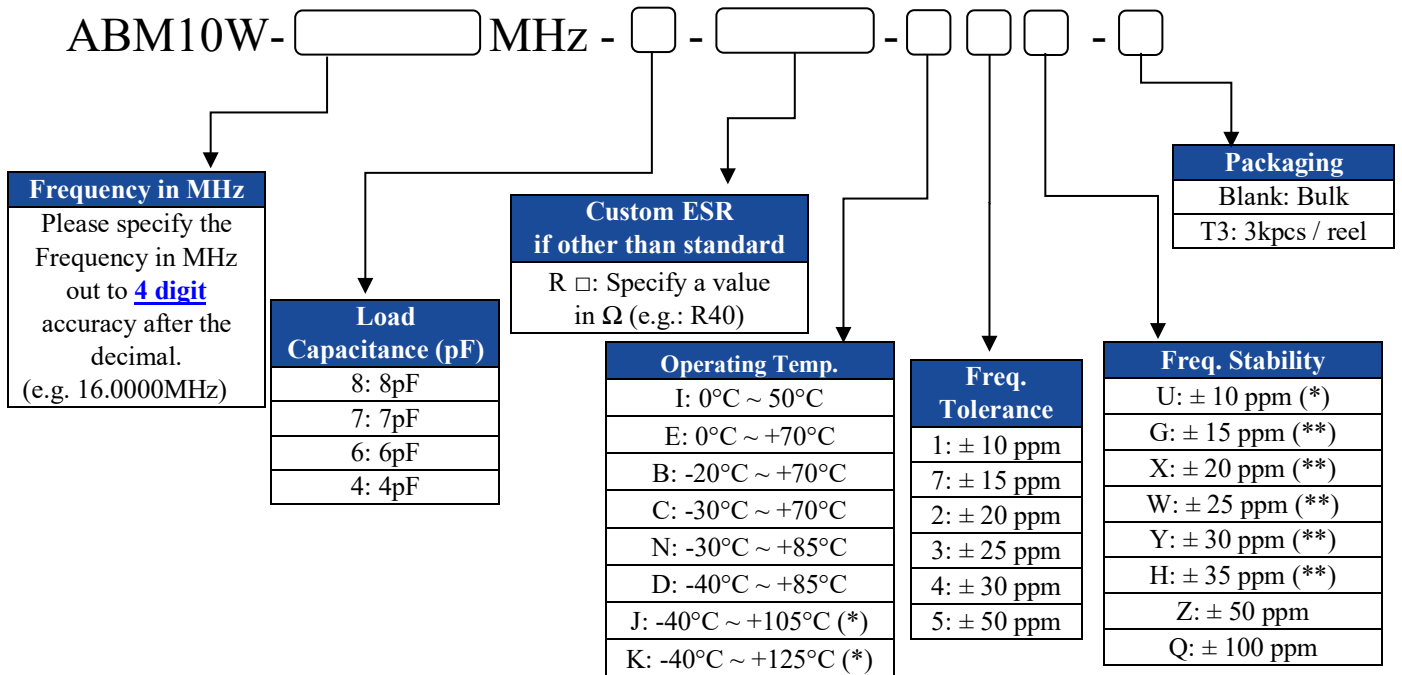 ABM10W- MHz - - - -
Frequency in MHz
Please specify the
Frequency in MHz
out to 4 digit
accuracy after the
decimal.
(e.g. 16.0000MHz)
Load
Capacitance (pF)
8: 8pF
7: 7pF
6: 6pF
4: 4pF
Custom ESR
if other than standard
R □: Specify a value
in Ω (e.g.: R40)
Operating Temp.
I: 0°C ~ 50°C
E: 0°C ~ +70°C
B: -20°C ~ +70°C
C: -30°C ~ +70°C
N: -30°C ~ +85°C
D: -40°C ~ +85°C
J: -40°C ~ +105°C (*)
K: -40°C ~ +125°C (*)
Freq.
Tolerance
1: ± 10 ppm
7: ± 15 ppm
2: ± 20 ppm
3: ± 25 ppm
4: ± 30 ppm
5: ± 50 ppm
Freq. Stability
U: ± 10 ppm (*)
G: ± 15 ppm (**)
X: ± 20 ppm (**)
W: ± 25 ppm (**)
Y: ± 30 ppm (**)
H: ± 35 ppm (**)
Z: ± 50 ppm
Q: ± 100 ppm
Packaging
Blank: Bulk
T3: 3kpcs / reel